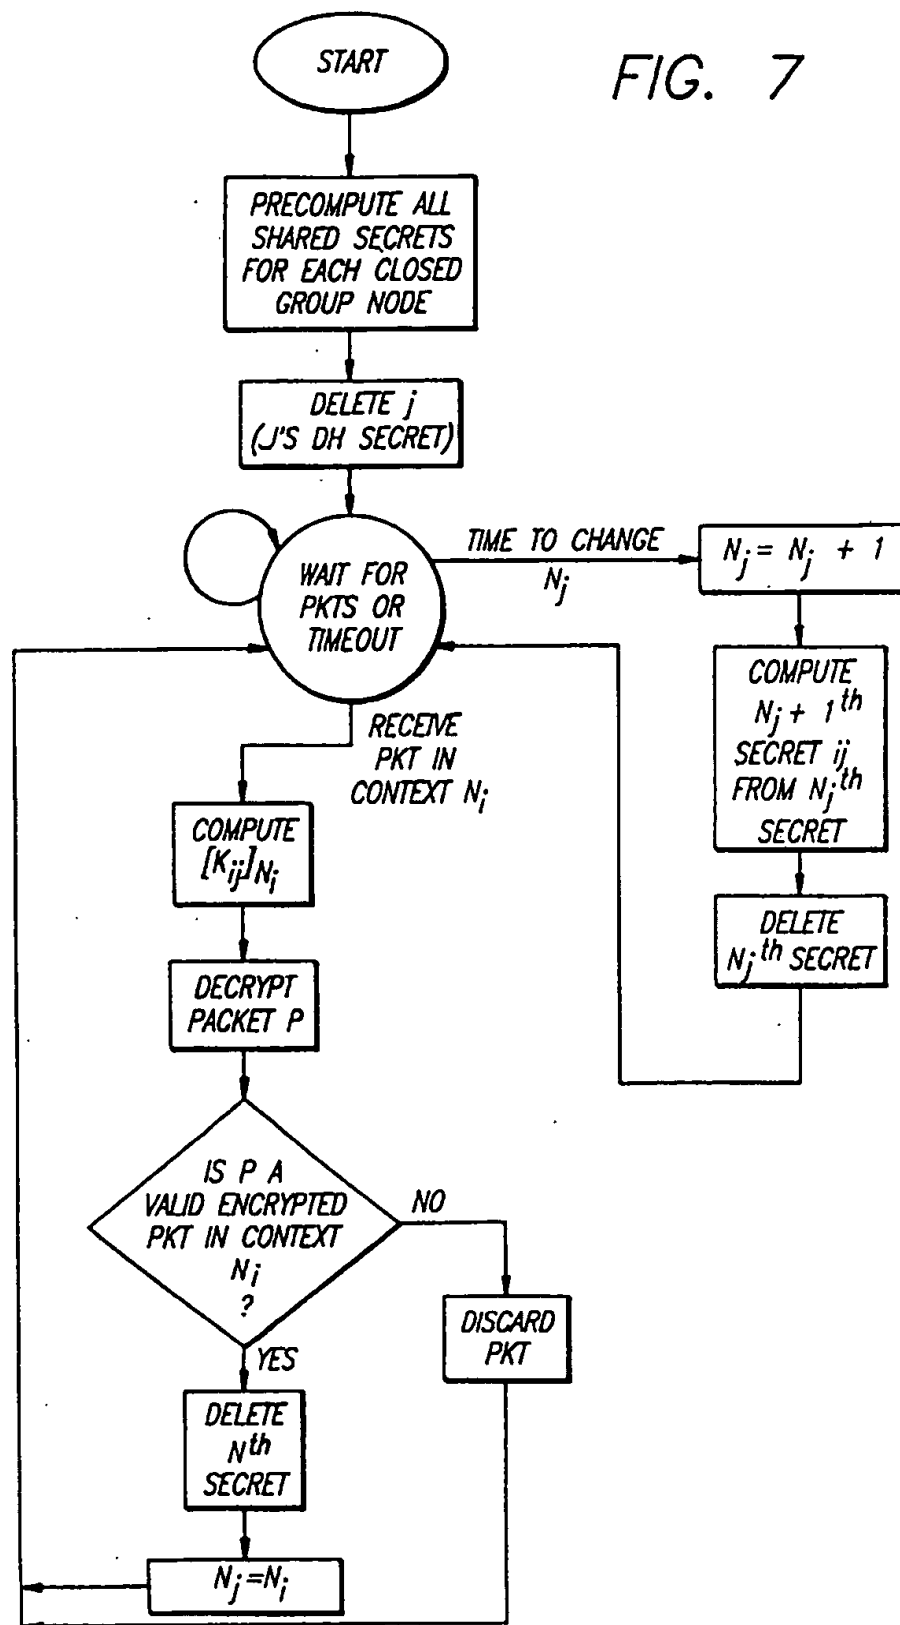 START
FIG. 7
PRECOMPUTE ALL
SHARED SECRETS
FOR EACH CLOSED
GROUP NODE
DELETE j
(J'S DH SECRET)
WAIT FOR
PKTS OR
TIMEOUT
TIME TO CHANGE
Nj
Nj = Nj + 1
COMPUTE
Nj + 1th
SECRET ij
FROM Njth
SECRET
DELETE
Njth SECRET
RECEIVE
PKT IN
CONTEXT Ni
COMPUTE
[Kij]Ni
DECRYPT
PACKET P
IS P A
VALID ENCRYPTED
PKT IN CONTEXT
Ni
?
NO
DISCARD
PKT
YES
DELETE
Nth
SECRET
Nj=Ni